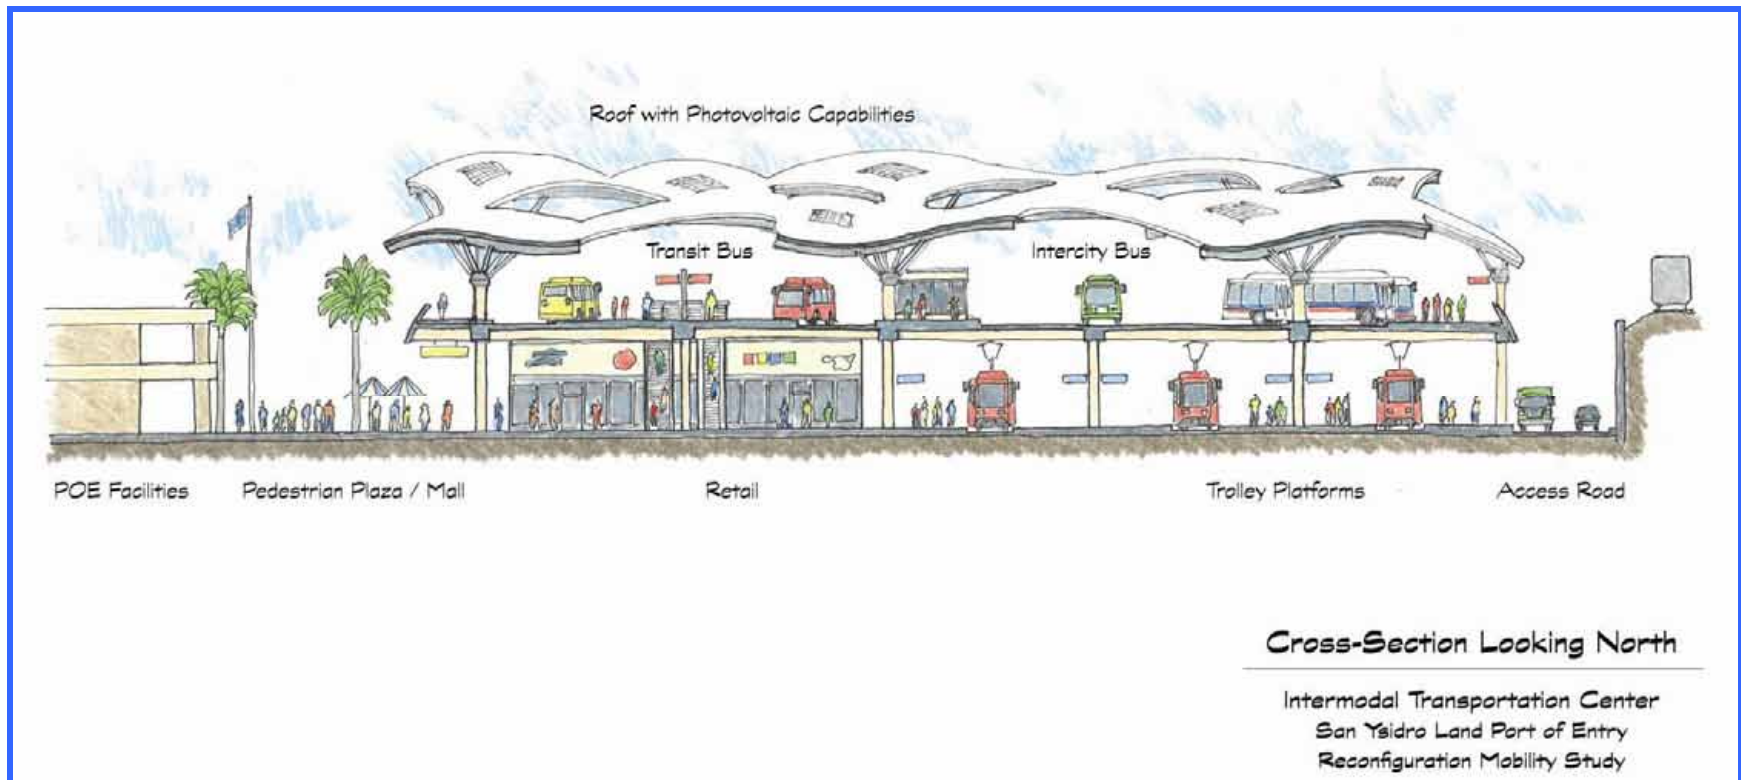 Roof with Photovoltaic Capabilities
Transit Bus
Intercity Bus
POE Facilities
Pedestrian Plaza / Mall
Retail
Trolley Platforms
Access Road
Cross-Section Looking North
Intermodal Transportation Center
San Ysidro Land Port of Entry
Reconfiguration Mobility Study